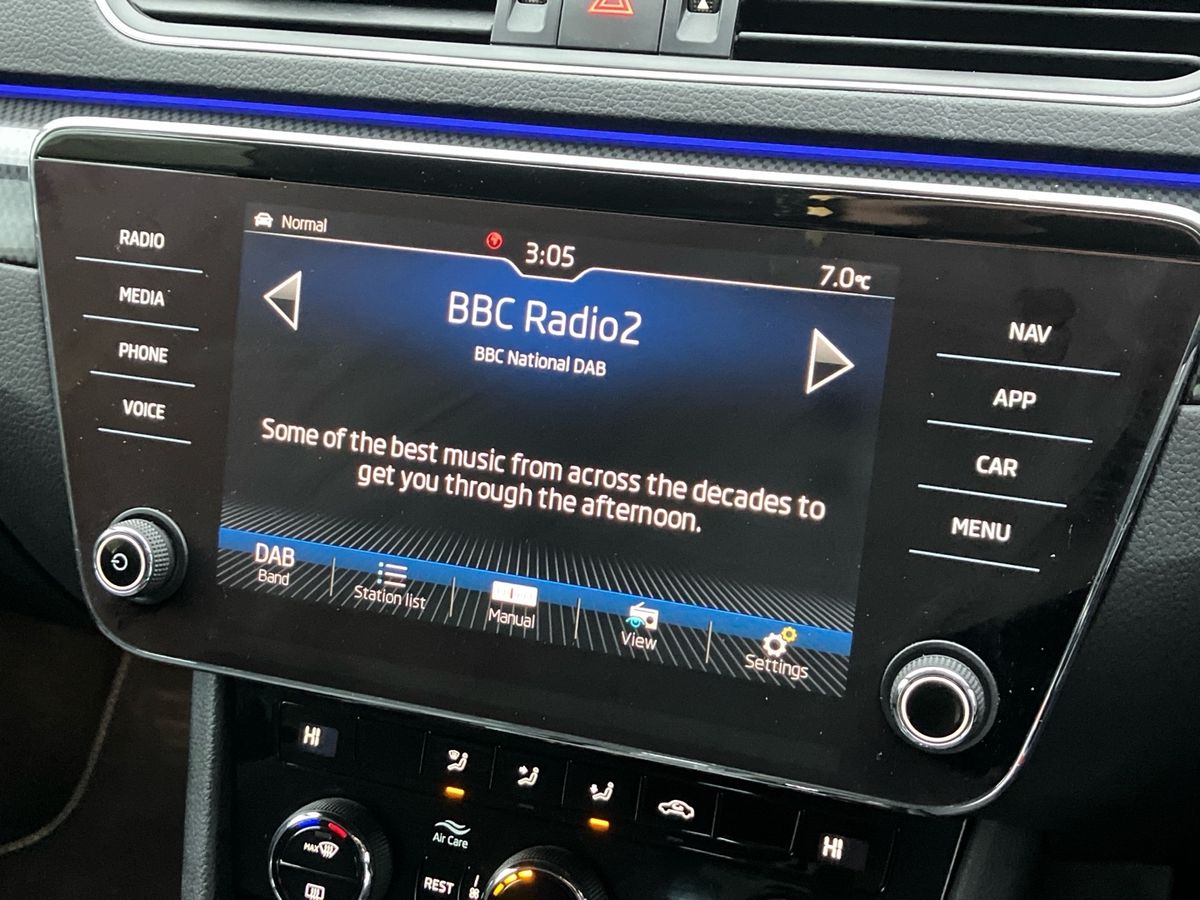 Normal
3:05
7.0°C
RADIO
MEDIA
PHONE
VOICE
BBC Radio2
BBC National DAB
Some of the best music from across the decades to
get you through the afternoon.
NAV
APP
CAR
MENU
DAB
Band
Station list
Manual
View
Settings
HI
HI
MAX
Air Care
REST